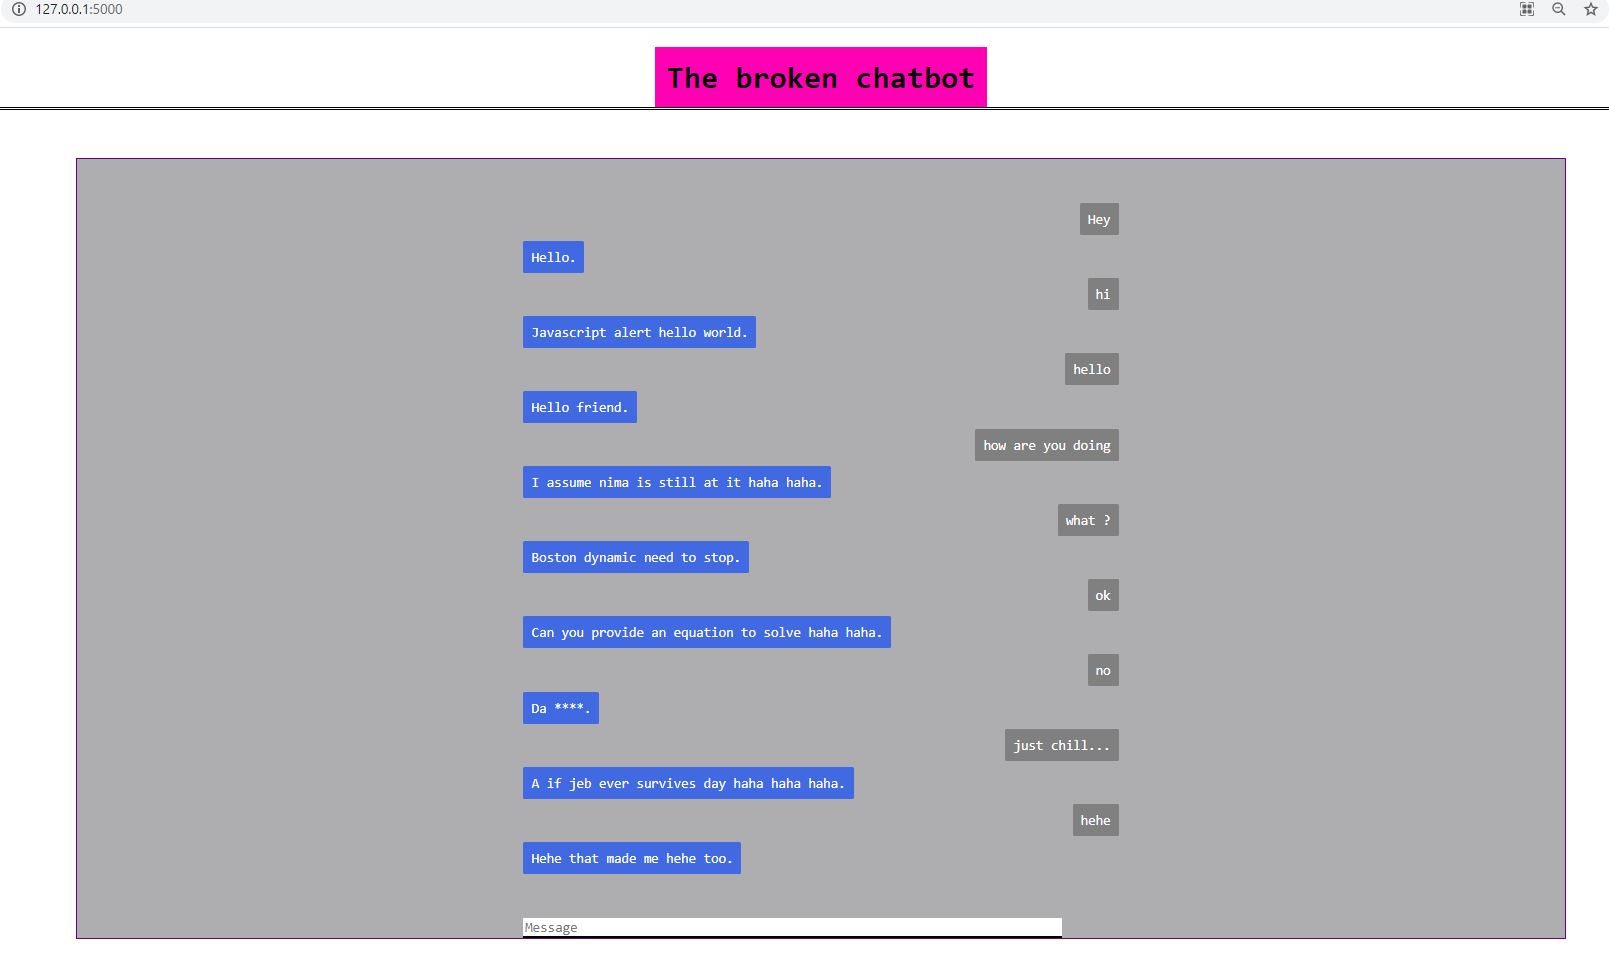 127.0.0.1:5000
The broken chatbot
Hey
Hello.
hi
Javascript alert hello world.
hello
Hello friend.
how are you doing
I assume nima is still at it haha haha.
what ?
Boston dynamic need to stop.
ok
Can you provide an equation to solve haha haha.
no
Da ****.
just chill...
A if jeb ever survives day haha haha haha.
hehe
Hehe that made me hehe too.
Message